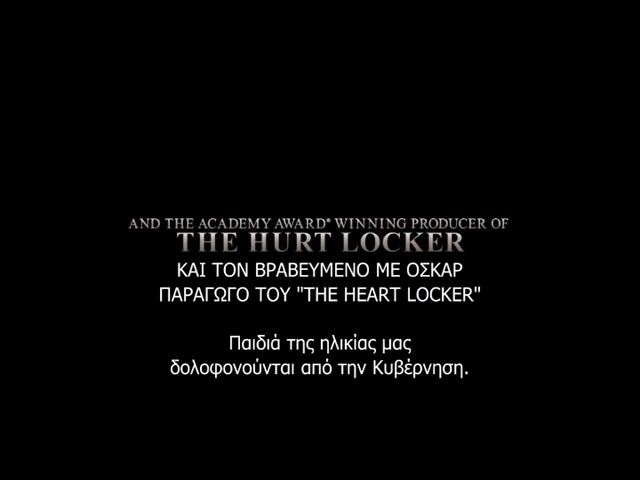 AND THE ACADEMY AWARD® WINNING PRODUCER OF
THE HURT LOCKER
ΚΑΙ ΤΟΝ ΒΡΑΒΕΥΜΕΝΟ ΜΕ ΟΣΚΑΡ
ΠΑΡΑΓΩΓΟ ΤΟΥ "THE HEART LOCKER"
Παιδιά της ηλικίας μας
δολοφονούνται από την Κυβέρνηση.